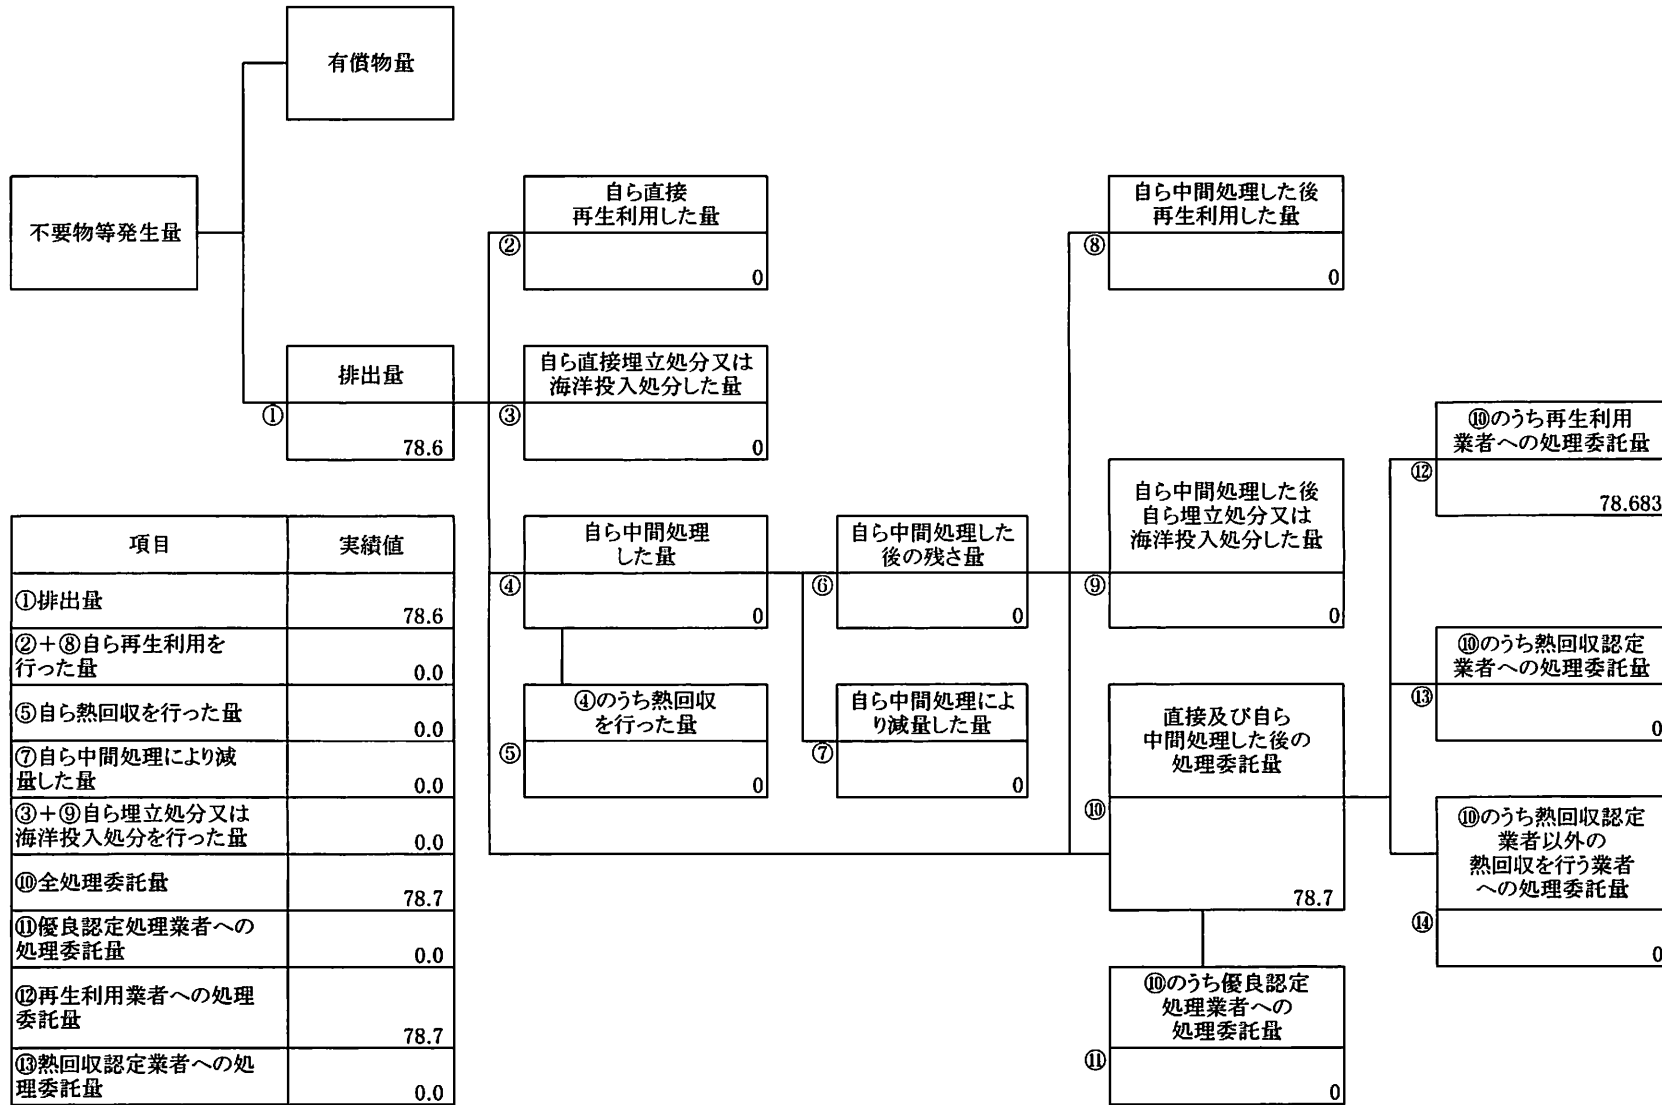 有償物量
不要物等発生量
自ら直接
再生利用した量
②
0
自ら中間処理した後
再生利用した量
⑧
0
排出量
①
78.6
自ら直接埋立処分又は
海洋投入処分した量
③
0
⑩のうち再生利用
業者への処理委託量
⑫
78.683
自ら中間処理
した量
④
0
自ら中間処理した
後の残さ量
⑥
0
自ら中間処理した後
自ら埋立処分又は
海洋投入処分した量
⑨
0
⑩のうち熱回収認定
業者への処理委託量
⑬
0
④のうち熱回収
を行った量
⑤
0
自ら中間処理によ
り減量した量
⑦
0
直接及び自ら
中間処理した後の
処理委託量
⑩
78.7
⑩のうち熱回収認定
業者以外の
熱回収を行う業者
への処理委託量
⑭
0
⑩のうち優良認定
処理業者への
処理委託量
⑪
0
項目 実績値
①排出量 78.6
②+⑧自ら再生利用を
行った量 0.0
⑤自ら熱回収を行った量 0.0
⑦自ら中間処理により減
量した量 0.0
③+⑨自ら埋立処分又は
海洋投入処分を行った量 0.0
⑩全処理委託量 78.7
⑪優良認定処理業者への
処理委託量 0.0
⑫再生利用業者への処理
委託量 78.7
⑬熱回収認定業者への処
理委託量 0.0